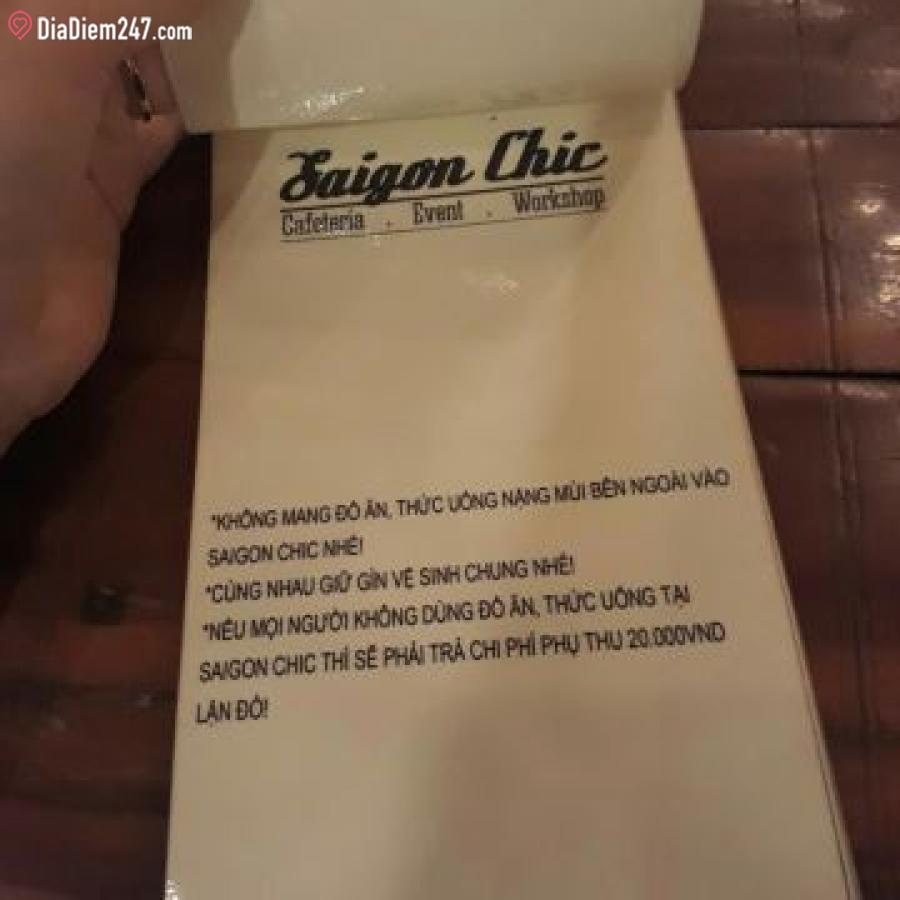 DiaDiem247.com
Saigon Chic
Cafeteria . Event . Workshop
*KHÔNG MANG ĐỒ ĂN, THỨC UỐNG NẶNG MÙI BÊN NGOÀI VÀO
SAIGON CHIC NHÉ!
*CÙNG NHAU GIỮ GÌN VỆ SINH CHUNG NHÉ!
*NẾU MỌI NGƯỜI KHÔNG DÙNG ĐỒ ĂN, THỨC UỐNG TẠI
SAIGON CHIC THÌ SẼ PHẢI TRẢ CHI PHÍ PHỤ THU 20.000VND
LẦN ĐÓ!